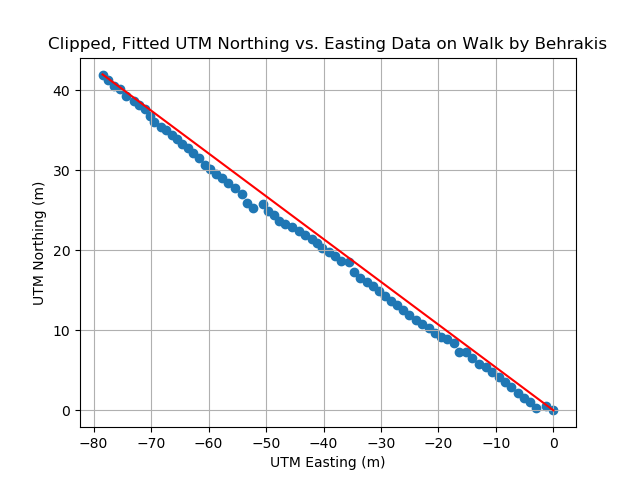 Clipped, Fitted UTM Northing vs. Easting Data on Walk by Behrakis
UTM Northing (m)
40
30
20
10
0
−80 −70 −60 −50 −40 −30 −20 −10 0
UTM Easting (m)